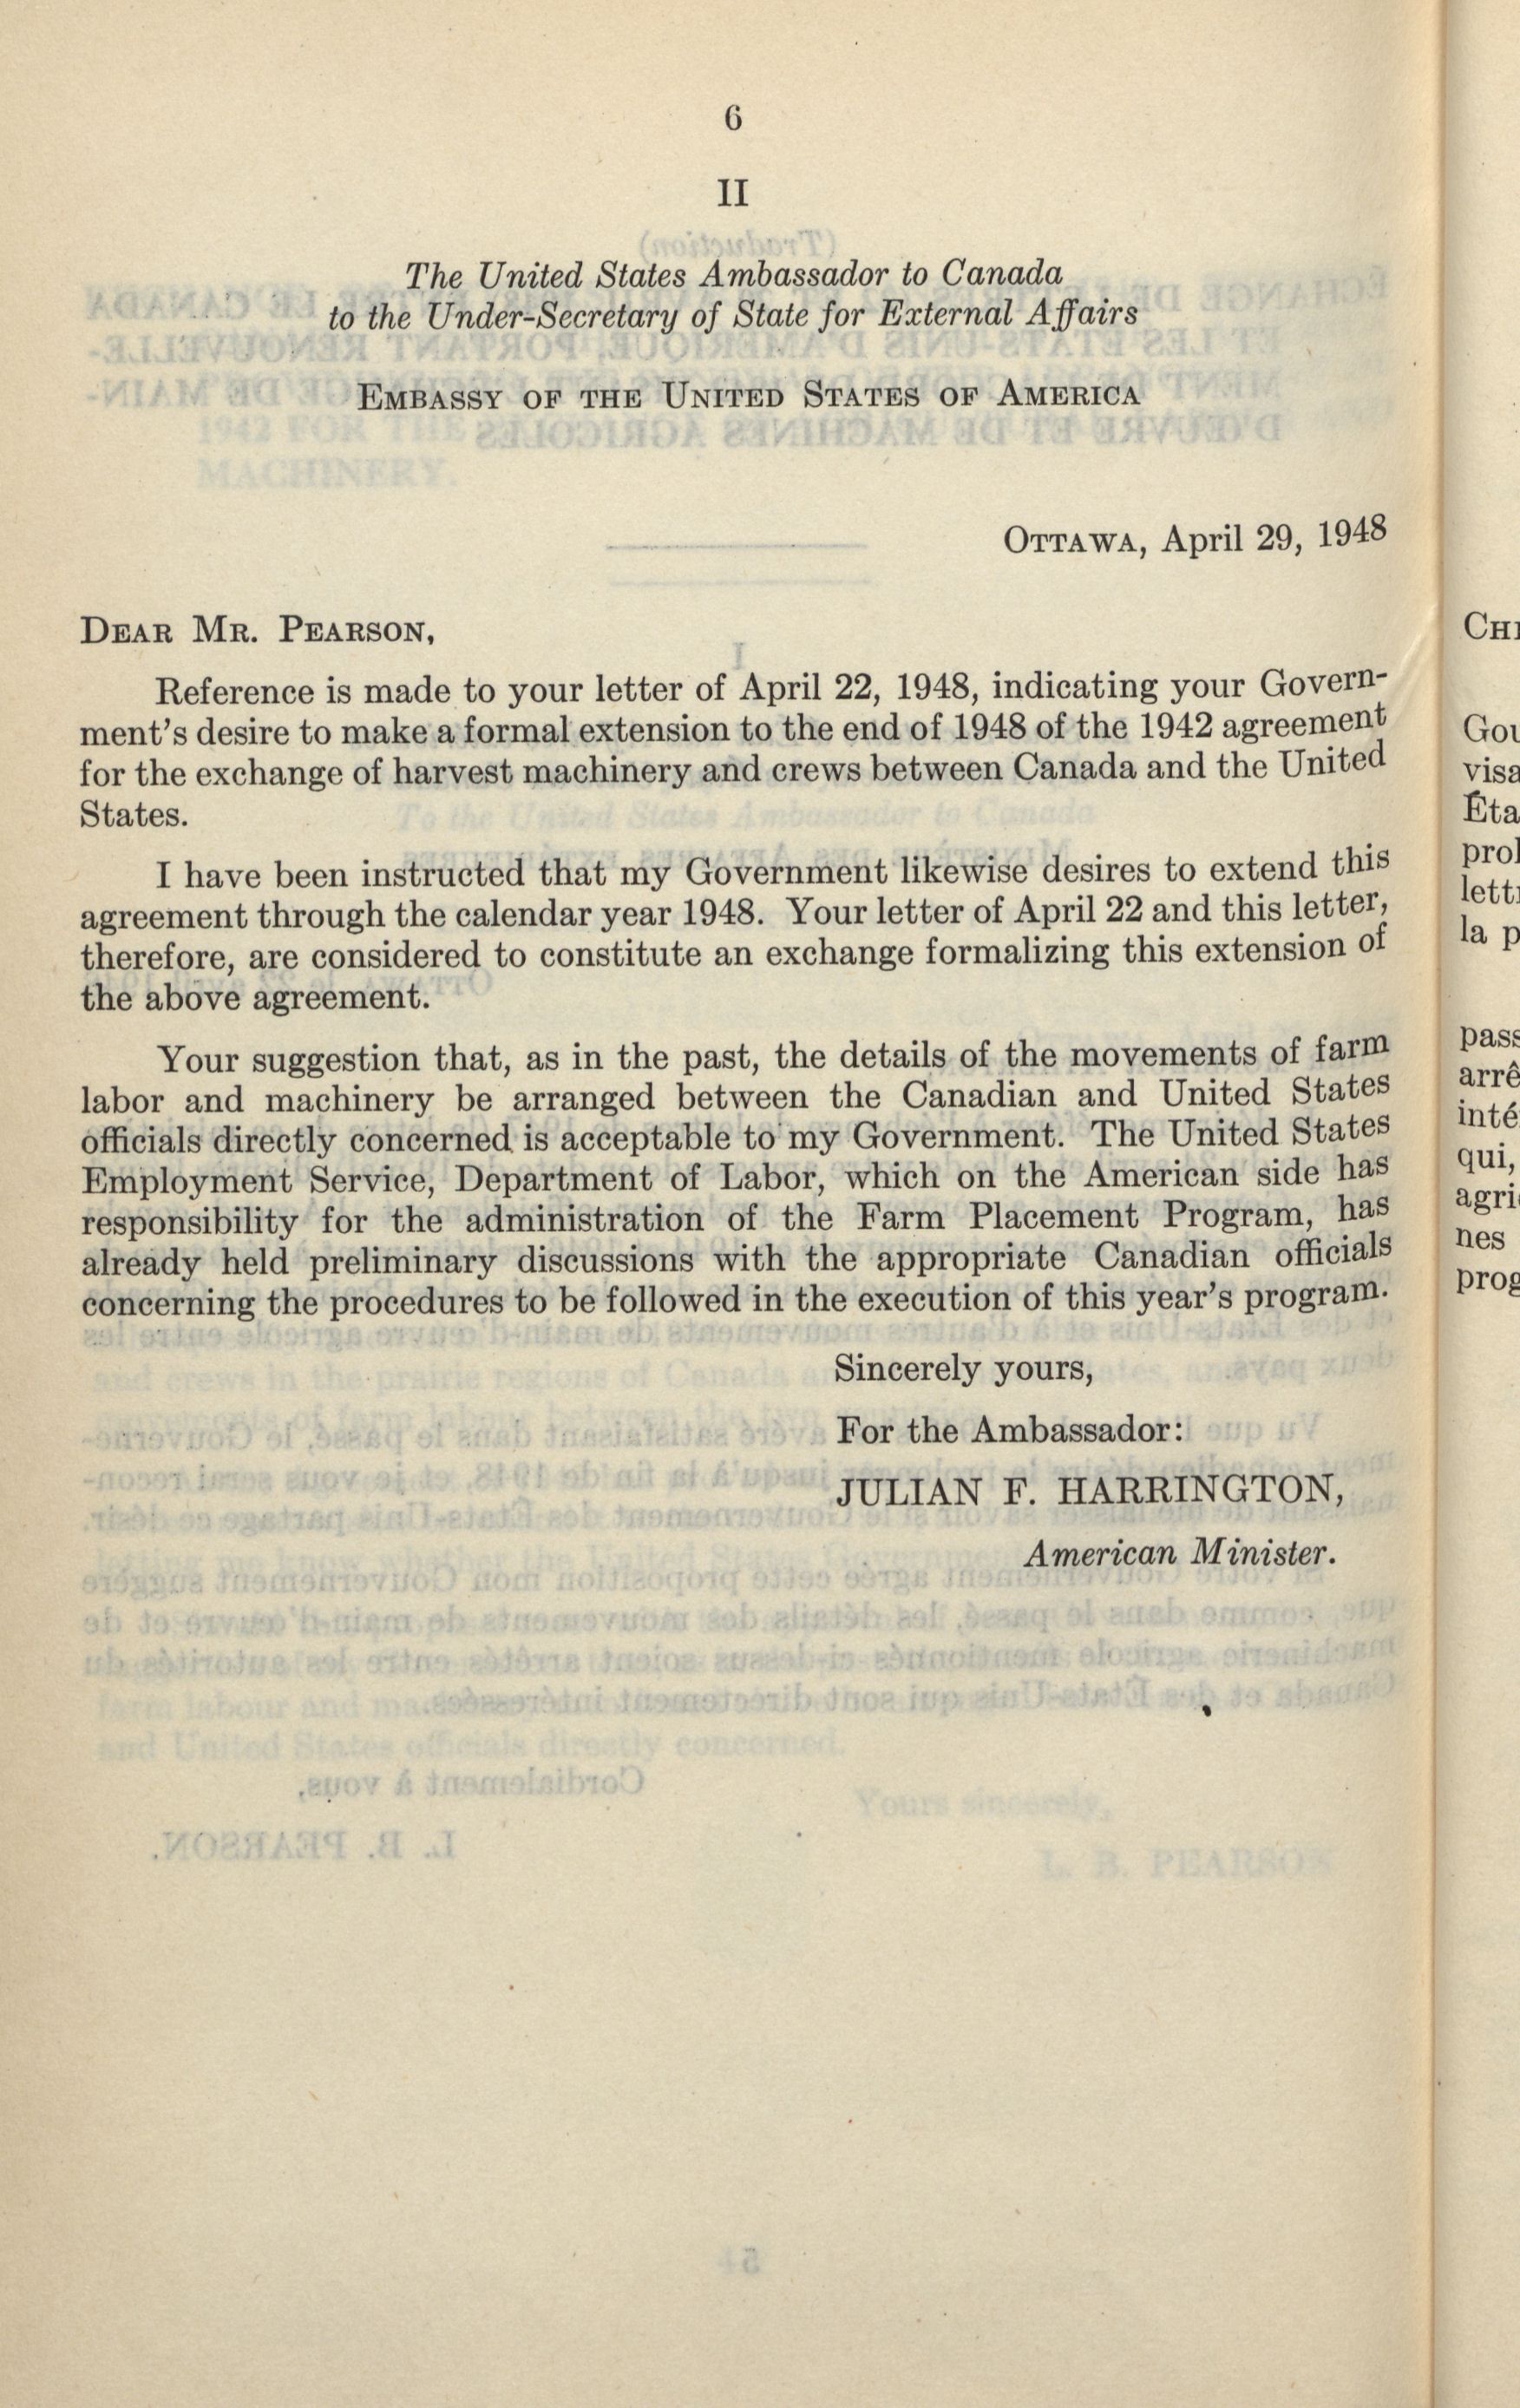 6
II
The United States Ambassador to Canada
to the Under-Secretary of State for External Affairs
EMBASSY OF THE UNITED STATES OF AMERICA
OTTAWA, April 29, 1948
DEAR MR. PEARSON,
Reference is made to your letter of April 22, 1948, indicating your Govern-
ment's desire to make a formal extension to the end of 1948 of the 1942 agreement
for the exchange of harvest machinery and crews between Canada and the United
States.
I have been instructed that my Government likewise desires to extend this
agreement through the calendar year 1948. Your letter of April 22 and this letter,
therefore, are considered to constitute an exchange formalizing this extension of
the above agreement.
Your suggestion that, as in the past, the details of the movements of farm
labor and machinery be arranged between the Canadian and United States
officials directly concerned is acceptable to my Government. The United States
Employment Service, Department of Labor, which on the American side has
responsibility for the administration of the Farm Placement Program, has
already held preliminary discussions with the appropriate Canadian officials
concerning the procedures to be followed in the execution of this year's program.
Sincerely yours,
For the Ambassador:
JULIAN F. HARRINGTON,
American Minister.